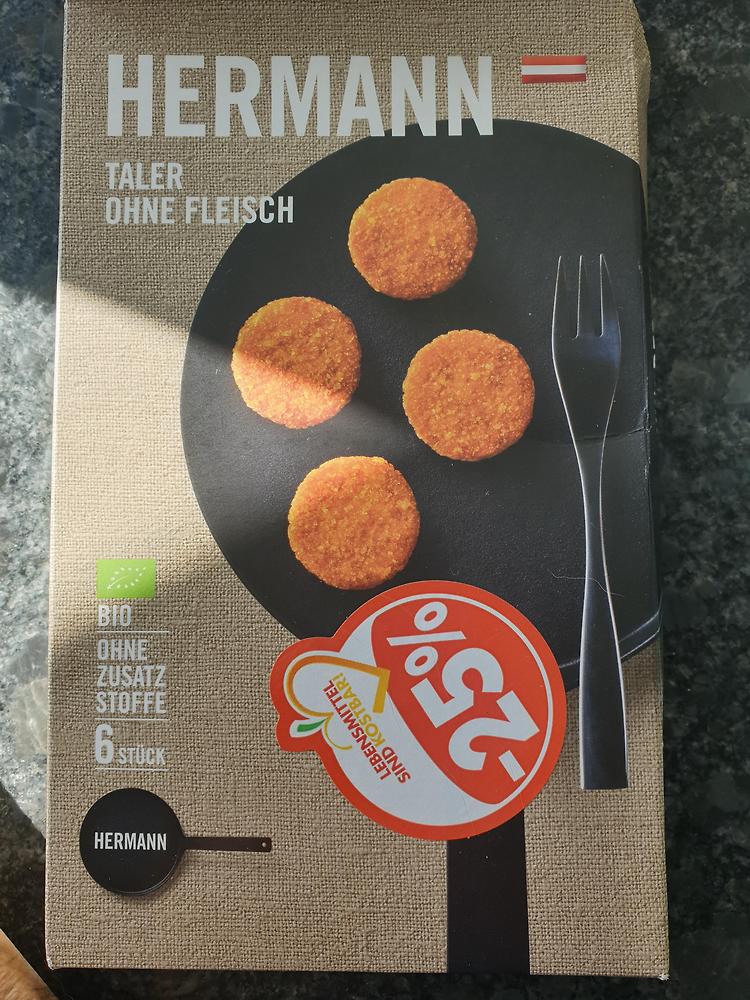 HERMANN
TALER
OHNE FLEISCH
BIO
OHNE
ZUSATZ
STOFFE
6 STÜCK
HERMANN
-25%
LEBENSMITTEL
SIND KOSTBAR!